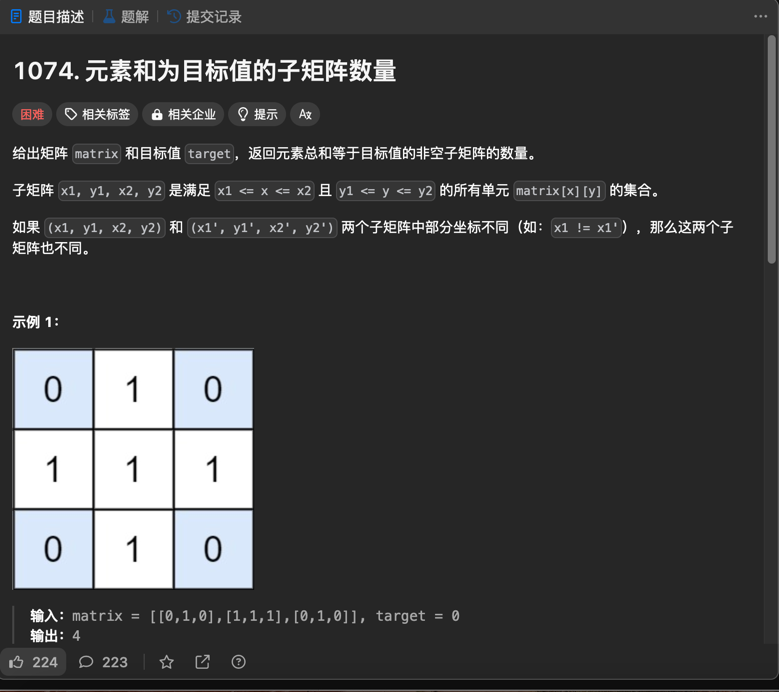 题目描述 题解 提交记录
1074. 元素和为目标值的子矩阵数量
困难 相关标签 相关企业 提示
给出矩阵 matrix 和目标值 target，返回元素总和等于目标值的非空子矩阵的数量。
子矩阵 x1, y1, x2, y2 是满足 x1 <= x <= x2 且 y1 <= y <= y2 的所有单元 matrix[x][y] 的集合。
如果 (x1, y1, x2, y2) 和 (x1', y1', x2', y2') 两个子矩阵中部分坐标不同（如：x1 != x1'），那么这两个子
矩阵也不同。
示例 1：
0 1 0
1 1 1
0 1 0
输入：matrix = [[0,1,0],[1,1,1],[0,1,0]], target = 0
输出：4
224 223